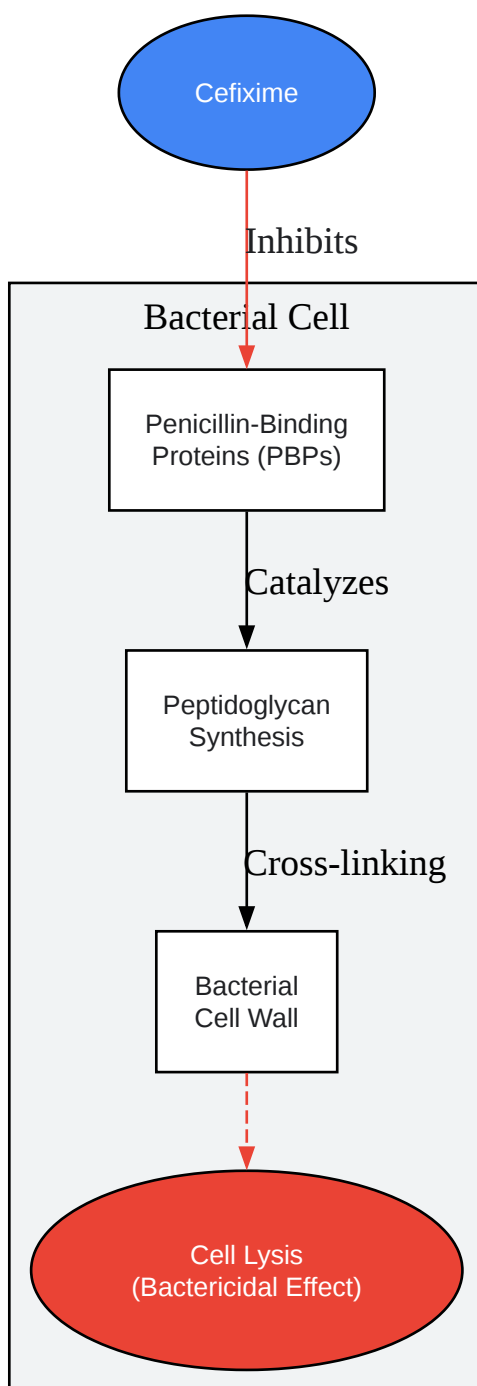 Cefixime
Inhibits
Bacterial Cell
Penicillin-Binding
Proteins (PBPs)
Catalyzes
Peptidoglycan
Synthesis
Cross-linking
Bacterial
Cell Wall
Cell Lysis
(Bactericidal Effect)